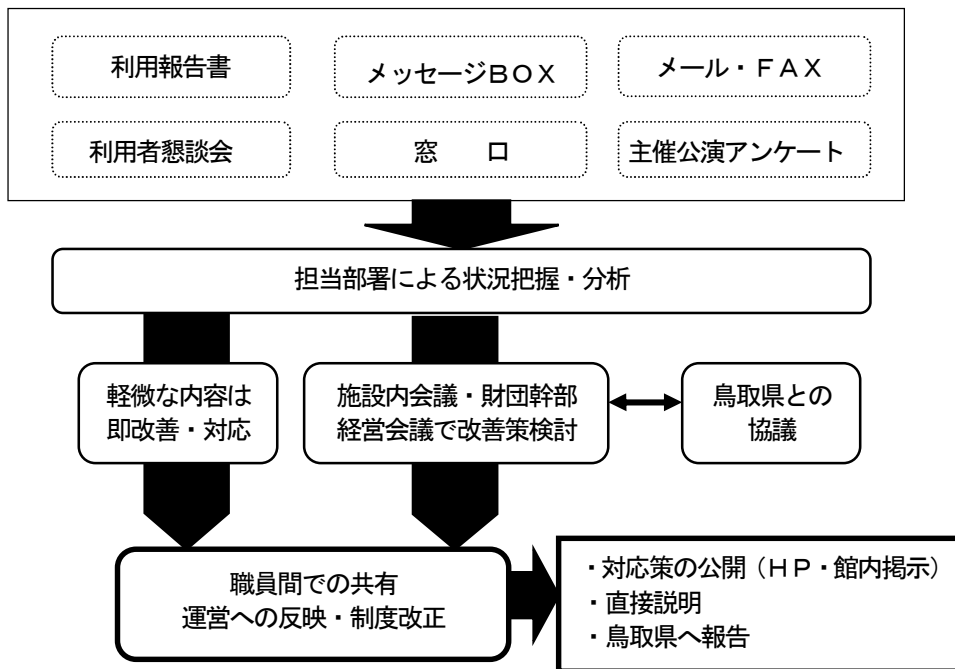 利用報告書
メッセージＢＯＸ
メール・ＦＡＸ
利用者懇談会
窓　　口
主催公演アンケート
担当部署による状況把握・分析
軽微な内容は
即改善・対応
施設内会議・財団幹部
経営会議で改善策検討
鳥取県との
協議
職員間での共有
運営への反映・制度改正
・対応策の公開（ＨＰ・館内掲示）
・直接説明
・鳥取県へ報告